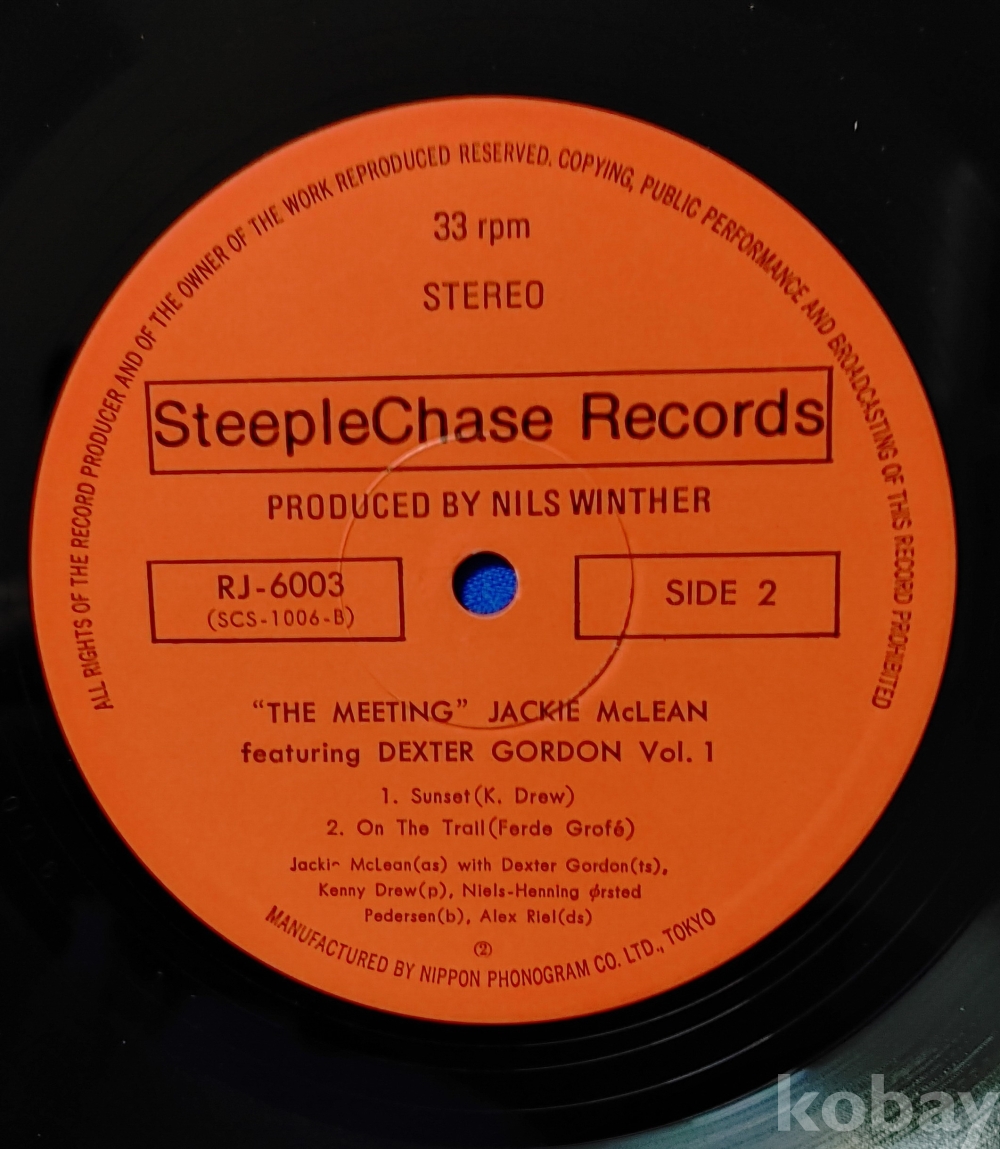 ALL RIGHTS OF THE RECORD PRODUCER AND OF THE OWNER OF THE WORK REPRODUCED RESERVED. COPYING, PUBLIC PERFORMANCE AND BROADCASTING OF THIS RECORD PROHIBITED
33 rpm
STEREO
SteepleChase Records
PRODUCED BY NILS WINTHER
RJ-6003
(SCS-1006-B)
SIDE 2
“THE MEETING” JACKIE McLEAN
featuring DEXTER GORDON Vol. 1
1. Sunset(K. Drew)
2. On The Trail(Ferde Grofé)
Jackie McLean(as) with Dexter Gordon(ts),
Kenny Drew(p), Niels-Henning ørsted
Pedersen(b), Alex Riel(ds)
②
MANUFACTURED BY NIPPON PHONOGRAM CO. LTD., TOKYO
kobay